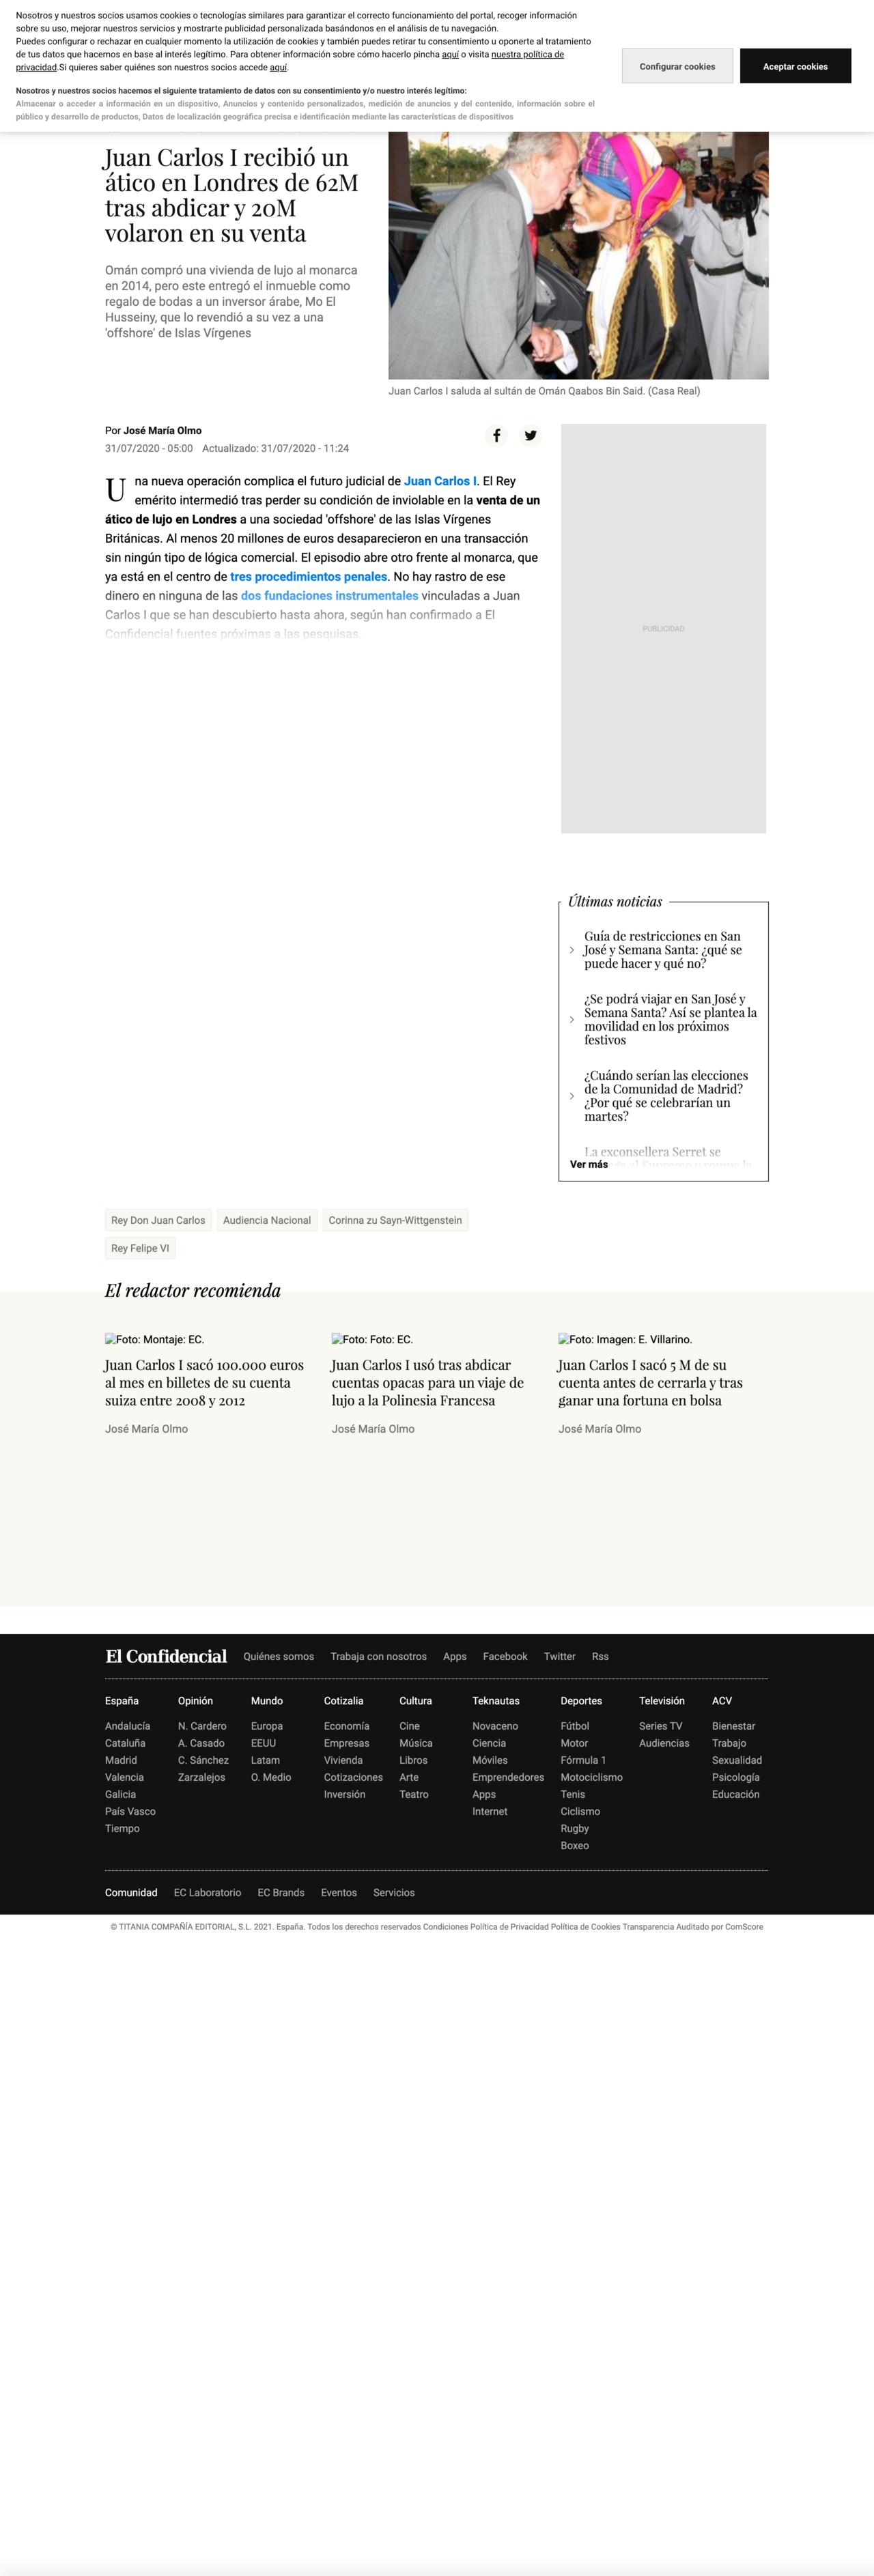 Nosotros y nuestros socios usamos cookies o tecnologías similares para garantizar el correcto funcionamiento del portal, recoger información
sobre su uso, mejorar nuestros servicios y mostrarte publicidad personalizada basándonos en el análisis de tu navegación.
Puedes configurar o rechazar en cualquier momento la utilización de cookies y también puedes retirar tu consentimiento u oponerte al tratamiento
de tus datos que hacemos en base al interés legítimo. Para obtener información sobre cómo hacerlo pincha aquí o visita nuestra política de
privacidad.Si quieres saber quiénes son nuestros socios accede aquí.
Nosotros y nuestros socios hacemos el siguiente tratamiento de datos con su consentimiento y/o nuestro interés legítimo:
Almacenar o acceder a información en un dispositivo, Anuncios y contenido personalizados, medición de anuncios y del contenido, información sobre el
público y desarrollo de productos, Datos de localización geográfica precisa e identificación mediante las características de dispositivos
Configurar cookies
Aceptar cookies
Juan Carlos I recibió un
ático en Londres de 62M
tras abdicar y 20M
volaron en su venta
Omán compró una vivienda de lujo al monarca
en 2014, pero este entregó el inmueble como
regalo de bodas a un inversor árabe, Mo El
Husseiny, que lo revendió a su vez a una
'offshore' de Islas Vírgenes
Juan Carlos I saluda al sultán de Omán Qaabos Bin Said. (Casa Real)
Por José María Olmo
31/07/2020 - 05:00 Actualizado: 31/07/2020 - 11:24
Una nueva operación complica el futuro judicial de Juan Carlos I. El Rey
emérito intermedió tras perder su condición de inviolable en la venta de un
ático de lujo en Londres a una sociedad 'offshore' de las Islas Vírgenes
Británicas. Al menos 20 millones de euros desaparecieron en una transacción
sin ningún tipo de lógica comercial. El episodio abre otro frente al monarca, que
ya está en el centro de tres procedimientos penales. No hay rastro de ese
dinero en ninguna de las dos fundaciones instrumentales vinculadas a Juan
Carlos I que se han descubierto hasta ahora, según han confirmado a El
Confidencial fuentes próximas a las pesquisas.
PUBLICIDAD
Últimas noticias
Guía de restricciones en San
José y Semana Santa: ¿qué se
puede hacer y qué no?
¿Se podrá viajar en San José y
Semana Santa? Así se plantea la
movilidad en los próximos
festivos
¿Cuándo serían las elecciones
de la Comunidad de Madrid?
¿Por qué se celebrarían un
martes?
La exconsellera Serret se
Ver más
Rey Don Juan Carlos
Audiencia Nacional
Corinna zu Sayn-Wittgenstein
Rey Felipe VI
El redactor recomienda
Foto: Montaje: EC.
Juan Carlos I sacó 100.000 euros
al mes en billetes de su cuenta
suiza entre 2008 y 2012
José María Olmo
Foto: Foto: EC.
Juan Carlos I usó tras abdicar
cuentas opacas para un viaje de
lujo a la Polinesia Francesa
José María Olmo
Foto: Imagen: E. Villarino.
Juan Carlos I sacó 5 M de su
cuenta antes de cerrarla y tras
ganar una fortuna en bolsa
José María Olmo
El Confidencial Quiénes somos Trabaja con nosotros Apps Facebook Twitter Rss
España
Andalucía
Cataluña
Madrid
Valencia
Galicia
País Vasco
Tiempo
Opinión
N. Cardero
A. Casado
C. Sánchez
Zarzalejos
Mundo
Europa
EEUU
Latam
O. Medio
Cotizalia
Economía
Empresas
Vivienda
Cotizaciones
Inversión
Cultura
Cine
Música
Libros
Arte
Teatro
Teknautas
Novaceno
Ciencia
Móviles
Emprendedores
Apps
Internet
Deportes
Fútbol
Motor
Fórmula 1
Motociclismo
Tenis
Ciclismo
Rugby
Boxeo
Televisión
Series TV
Audiencias
ACV
Bienestar
Trabajo
Sexualidad
Psicología
Educación
Comunidad EC Laboratorio EC Brands Eventos Servicios
© TITANIA COMPAÑÍA EDITORIAL, S.L. 2021. España. Todos los derechos reservados Condiciones Política de Privacidad Política de Cookies Transparencia Auditado por ComScore